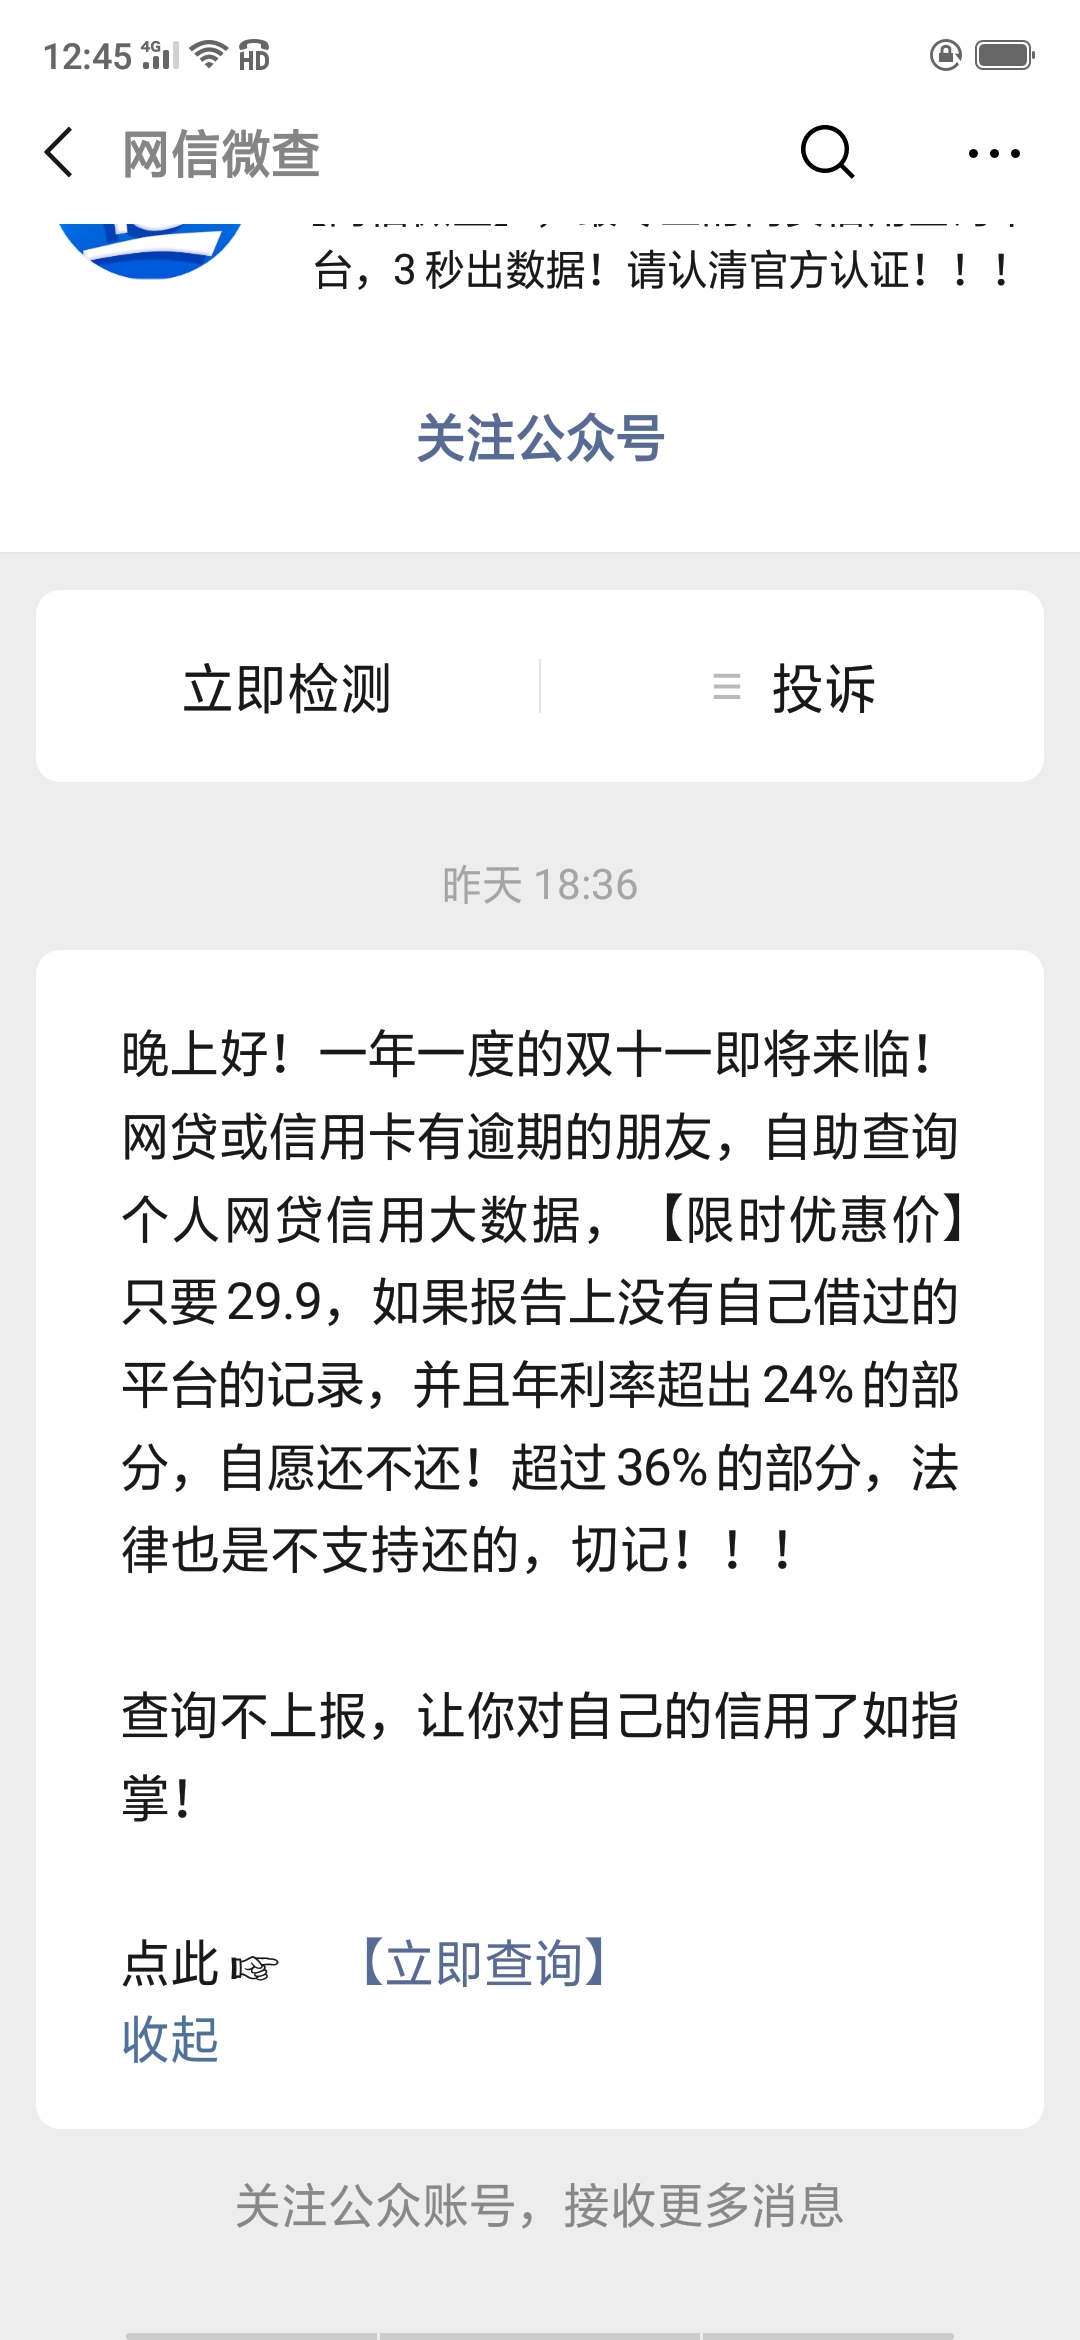 12:45 4G HD
网信微查
台，3 秒出数据！请认清官方认证！！！
关注公众号
立即检测
投诉
昨天 18:36
晚上好！一年一度的双十一即将来临！
网贷或信用卡有逾期的朋友，自助查询
个人网贷信用大数据，【限时优惠价】
只要 29.9，如果报告上没有自己借过的
平台的记录，并且年利率超出 24% 的部
分，自愿还不还！超过 36% 的部分，法
律也是不支持还的，切记！！！
查询不上报，让你对自己的信用了如指
掌！
点此☞ 【立即查询】
收起
关注公众账号，接收更多消息